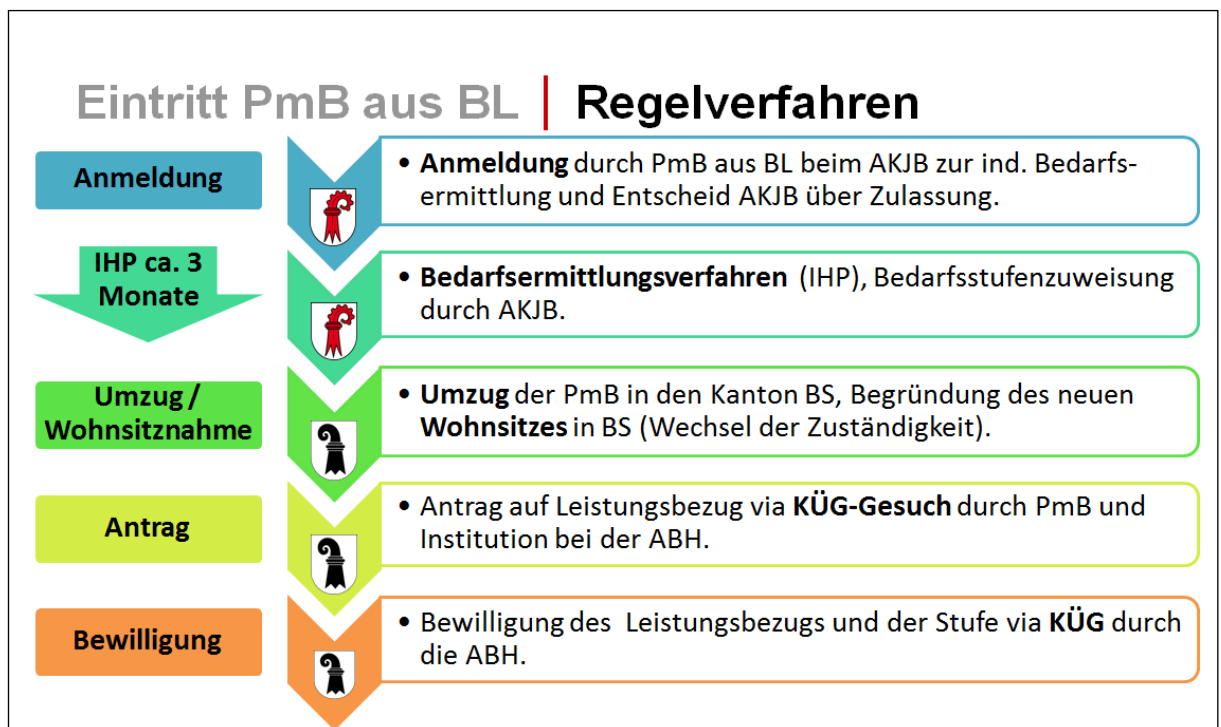 Eintritt PmB aus BL | Regelverfahren
Anmeldung
• Anmeldung durch PmB aus BL beim AKJB zur ind. Bedarfs-
ermittlung und Entscheid AKJB über Zulassung.
IHP ca. 3
Monate
• Bedarfsermittlungsverfahren (IHP), Bedarfsstufenzuweisung
durch AKJB.
Umzug /
Wohnsitznahme
• Umzug der PmB in den Kanton BS, Begründung des neuen
Wohnsitzes in BS (Wechsel der Zuständigkeit).
Antrag
• Antrag auf Leistungsbezug via KÜG-Gesuch durch PmB und
Institution bei der ABH.
Bewilligung
• Bewilligung des Leistungsbezugs und der Stufe via KÜG durch
die ABH.